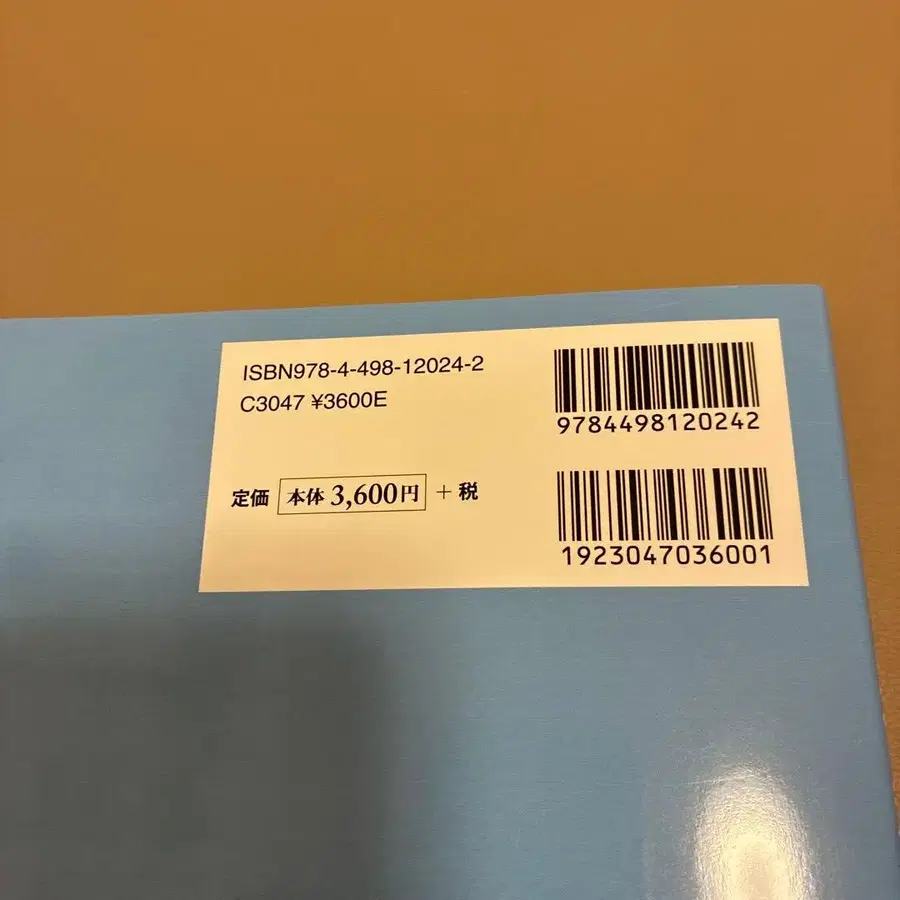 ISBN978-4-498-12024-2
C3047 ¥3600E
定価 本体 3,600円 + 税
9784498120242
1923047036001